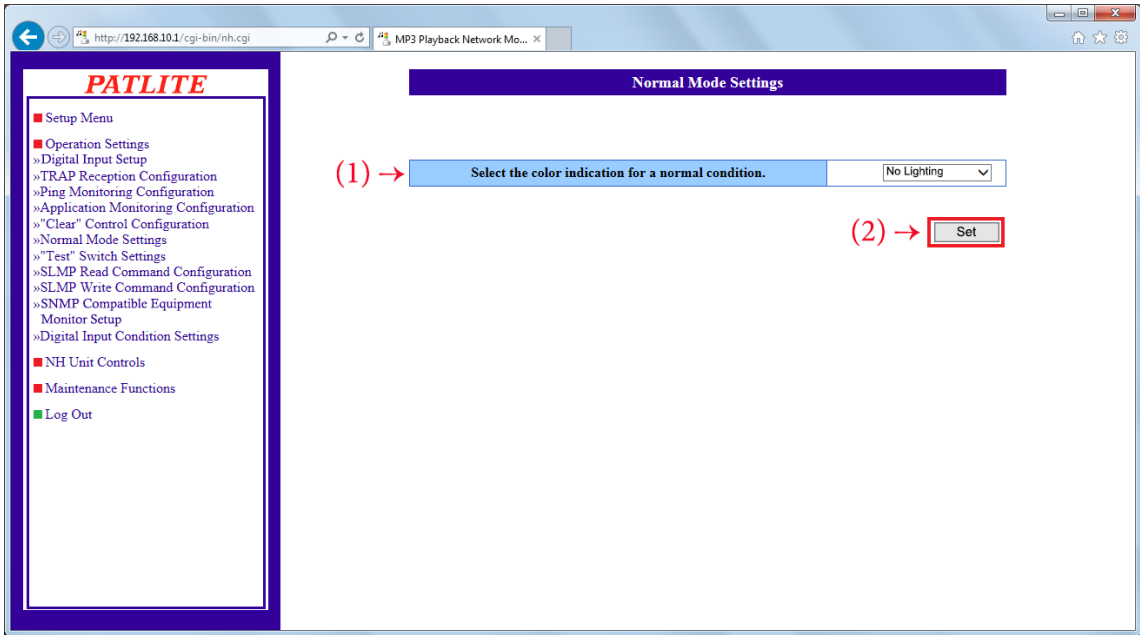 http://192.168.10.1/cgi-bin/nh.cgi
MP3 Playback Network Mo...
PATLITE
Setup Menu
Operation Settings
»Digital Input Setup
»TRAP Reception Configuration
»Ping Monitoring Configuration
»Application Monitoring Configuration
»"Clear" Control Configuration
»Normal Mode Settings
»"Test" Switch Settings
»SLMP Read Command Configuration
»SLMP Write Command Configuration
»SNMP Compatible Equipment
Monitor Setup
»Digital Input Condition Settings
NH Unit Controls
Maintenance Functions
Log Out
Normal Mode Settings
(1) → Select the color indication for a normal condition. No Lighting
(2) → Set